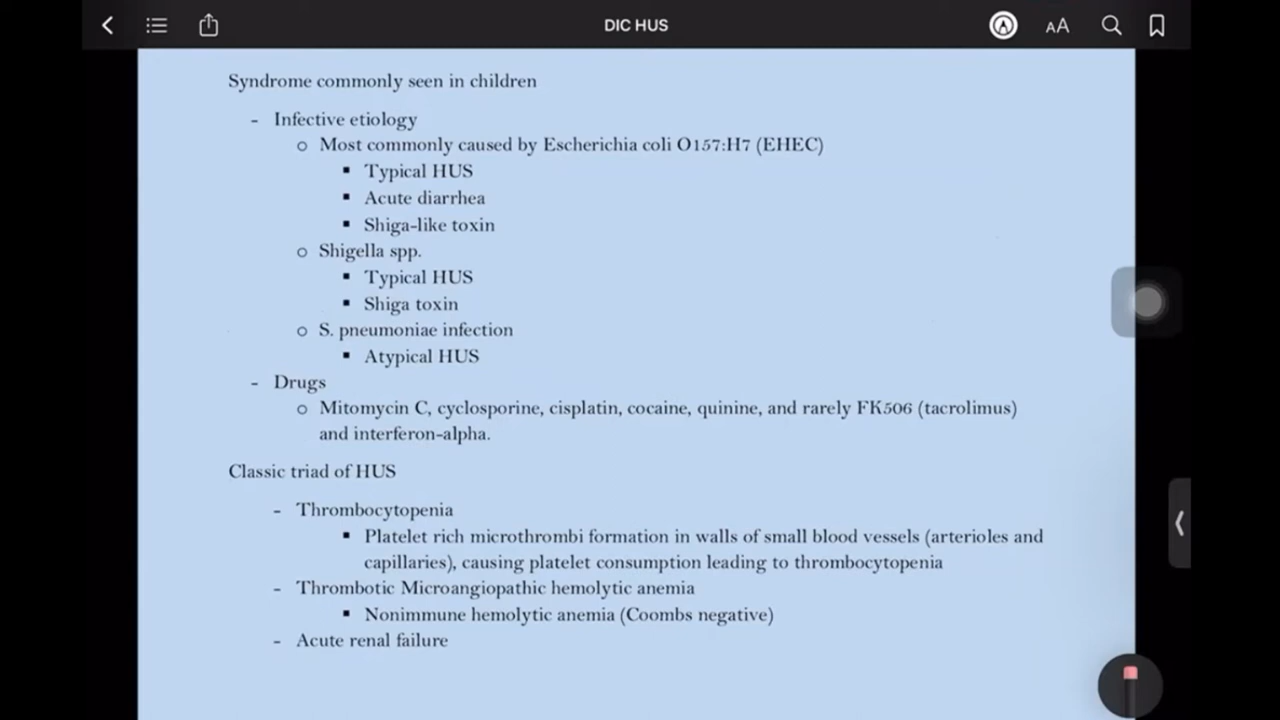 DIC HUS
AA
Syndrome commonly seen in children
- Infective etiology
o Most commonly caused by Escherichia coli O157:H7 (EHEC)
▪ Typical HUS
▪ Acute diarrhea
▪ Shiga-like toxin
o Shigella spp.
▪ Typical HUS
▪ Shiga toxin
o S. pneumoniae infection
▪ Atypical HUS
- Drugs
o Mitomycin C, cyclosporine, cisplatin, cocaine, quinine, and rarely FK506 (tacrolimus)
and interferon-alpha.
Classic triad of HUS
- Thrombocytopenia
▪ Platelet rich microthrombi formation in walls of small blood vessels (arterioles and
capillaries), causing platelet consumption leading to thrombocytopenia
- Thrombotic Microangiopathic hemolytic anemia
▪ Nonimmune hemolytic anemia (Coombs negative)
- Acute renal failure